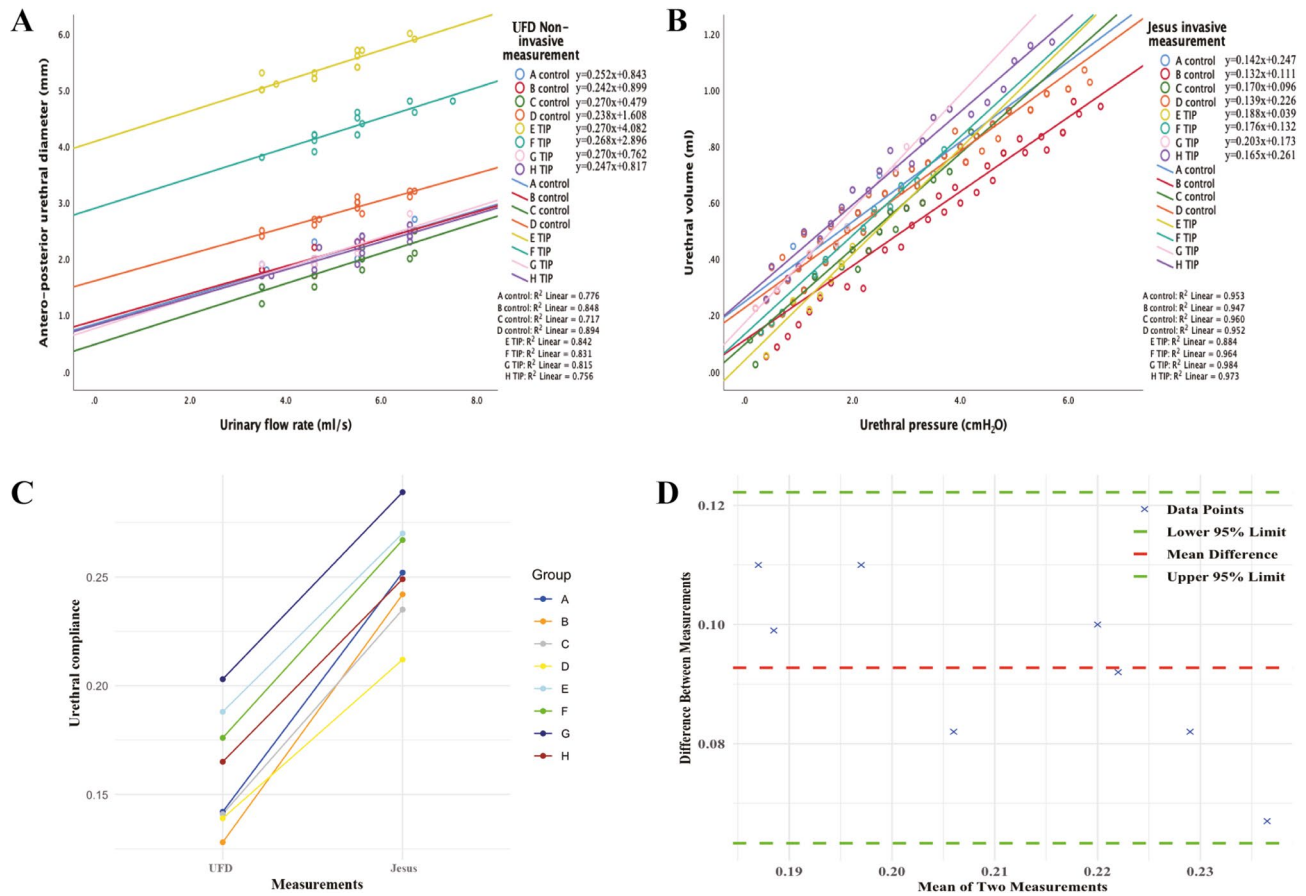 A
6.0
5.0
4.0
3.0
2.0
1.0
.0
Antero-posterior urethral diameter (mm)
.0
2.0
4.0
6.0
8.0
Urinary flow rate (ml/s)
UFD Non-
invasive
measurement
A control y=0.252x+0.843
B control y=0.242x+0.899
C control y=0.270x+0.479
D control y=0.238x+1.608
E TIP y=0.270x+4.082
F TIP y=0.268x+2.896
G TIP y=0.270x+0.762
H TIP y=0.247x+0.817
A control
B control
C control
D control
E TIP
F TIP
G TIP
H TIP
A control: R² Linear = 0.776
B control: R² Linear = 0.848
C control: R² Linear = 0.717
D control: R² Linear = 0.894
E TIP: R² Linear = 0.842
F TIP: R² Linear = 0.831
G TIP: R² Linear = 0.815
H TIP: R² Linear = 0.756
B
1.20
1.00
.80
.60
.40
.20
.00
Urethral volume (ml)
.0
2.0
4.0
6.0
Urethral pressure (cmH₂O)
Jesus invasive
measurement
A control y=0.142x+0.247
B control y=0.132x+0.111
C control y=0.170x+0.096
D control y=0.139x+0.226
E TIP y=0.188x+0.039
F TIP y=0.176x+0.132
G TIP y=0.203x+0.173
H TIP y=0.165x+0.261
A control
B control
C control
D control
E TIP
F TIP
G TIP
H TIP
A control: R² Linear = 0.953
B control: R² Linear = 0.947
C control: R² Linear = 0.960
D control: R² Linear = 0.952
E TIP: R² Linear = 0.884
F TIP: R² Linear = 0.964
G TIP: R² Linear = 0.984
H TIP: R² Linear = 0.973
C
0.25
0.20
0.15
Urethral compliance
UFD
Jesus
Measurements
Group
A
B
C
D
E
F
G
H
D
0.12
0.10
0.08
Difference Between Measurements
0.19
0.20
0.21
0.22
0.23
Mean of Two Measurements
Data Points
Lower 95% Limit
Mean Difference
Upper 95% Limit